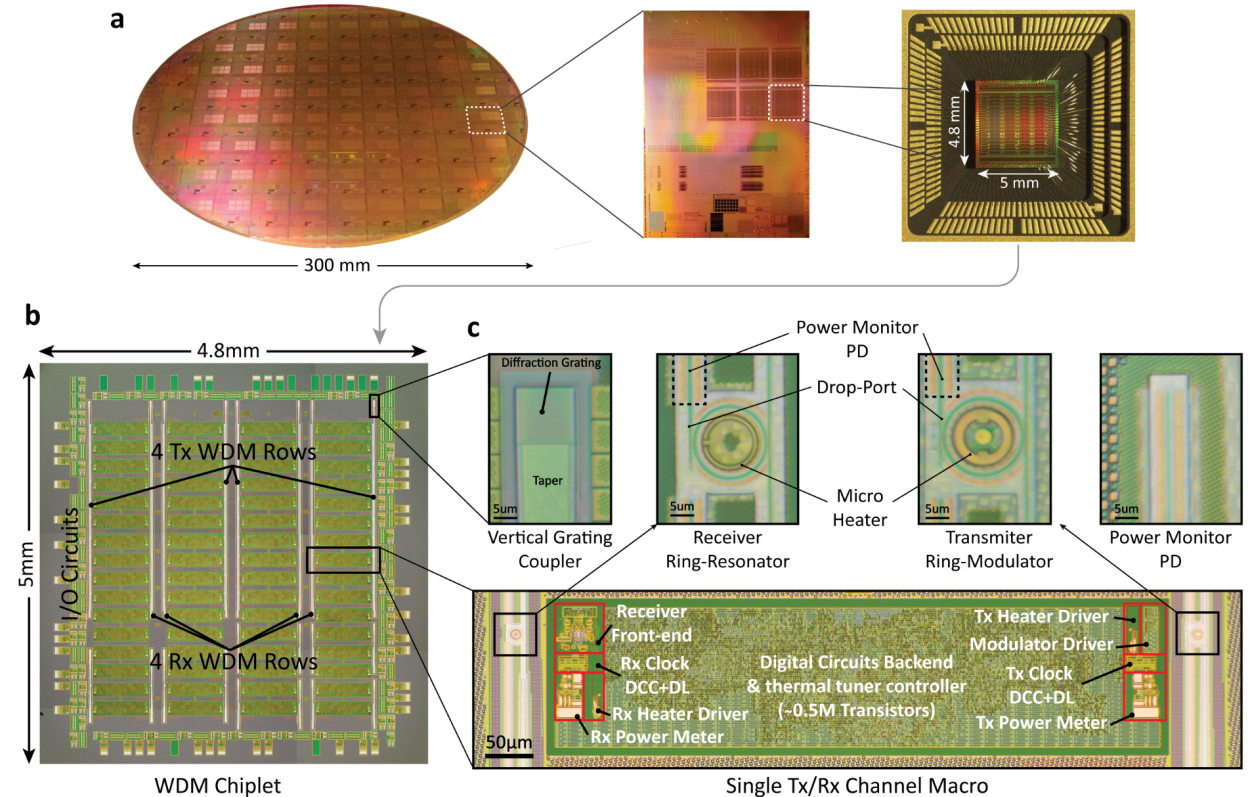 a
300 mm
4.8 mm
5 mm
b
4.8mm
5mm
I/O Circuits
4 Tx WDM Rows
4 Rx WDM Rows
WDM Chiplet
c
Diffraction Grating
Taper
5um
Vertical Grating
Coupler
Power Monitor
PD
Drop-Port
Micro
Heater
5um
Receiver
Ring-Resonator
5um
Transmiter
Ring-Modulator
5um
Power Monitor
PD
Receiver
Front-end
Rx Clock
DCC+DL
Rx Heater Driver
Rx Power Meter
Digital Circuits Backend
& thermal tuner controller
(~0.5M Transistors)
Tx Heater Driver
Modulator Driver
Tx Clock
DCC+DL
Tx Power Meter
50μm
Single Tx/Rx Channel Macro